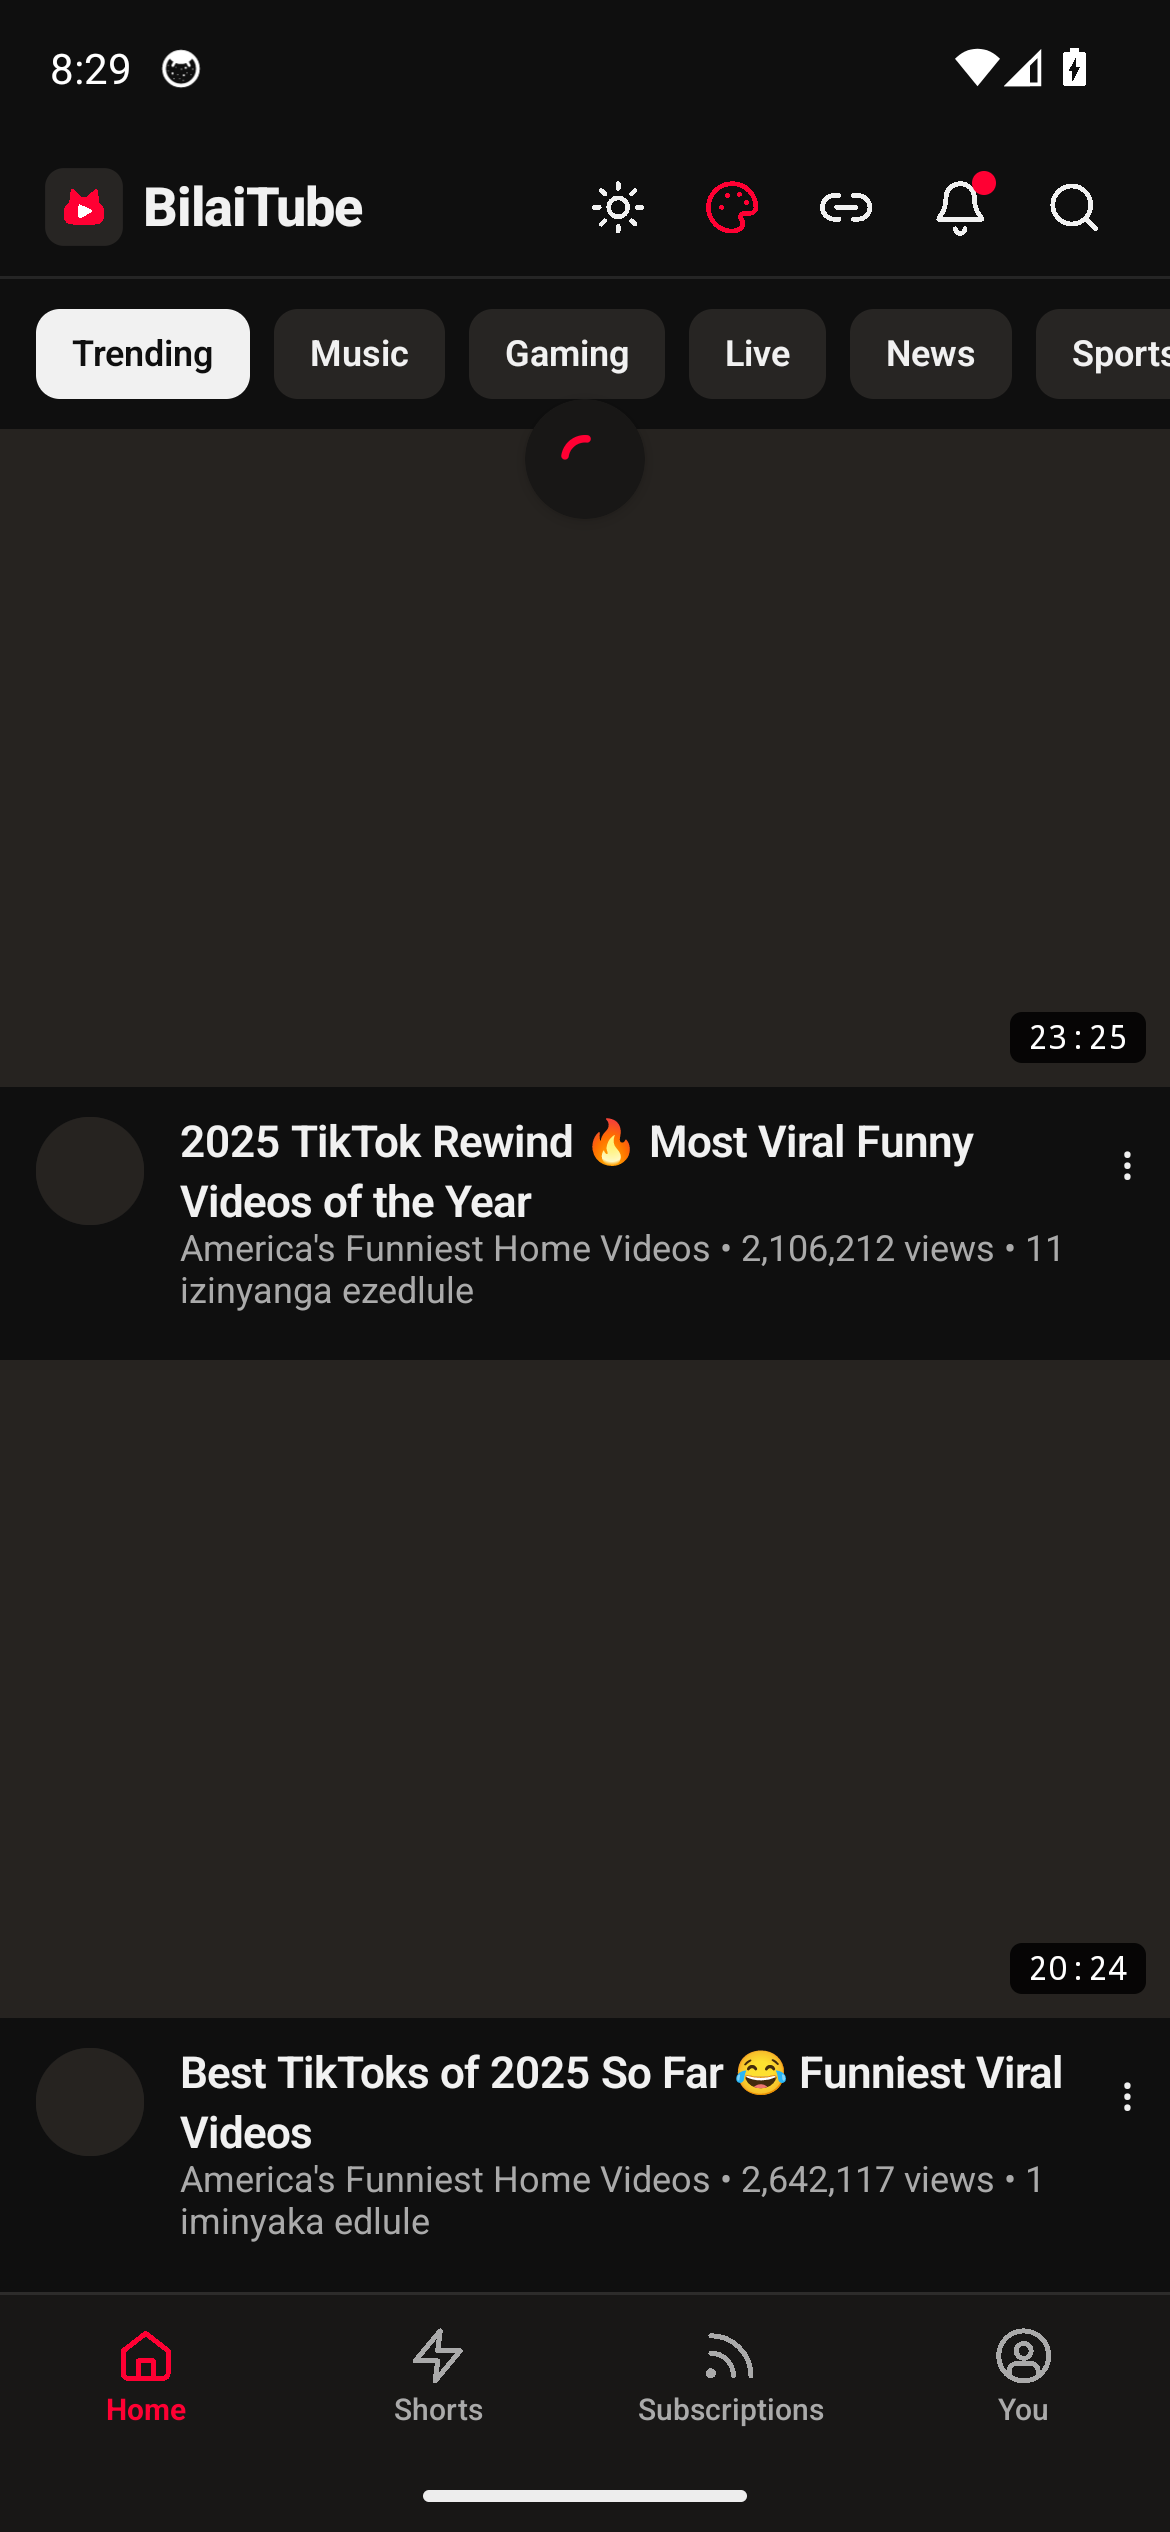 8:29
BilaiTube
Trending
Music
Gaming
Live
News
Sports
23:25
2025 TikTok Rewind 🔥 Most Viral Funny
Videos of the Year
America's Funniest Home Videos • 2,106,212 views • 11
izinyanga ezedlule
20:24
Best TikToks of 2025 So Far 😂 Funniest Viral
Videos
America's Funniest Home Videos • 2,642,117 views • 1
iminyaka edlule
Home
Shorts
Subscriptions
You